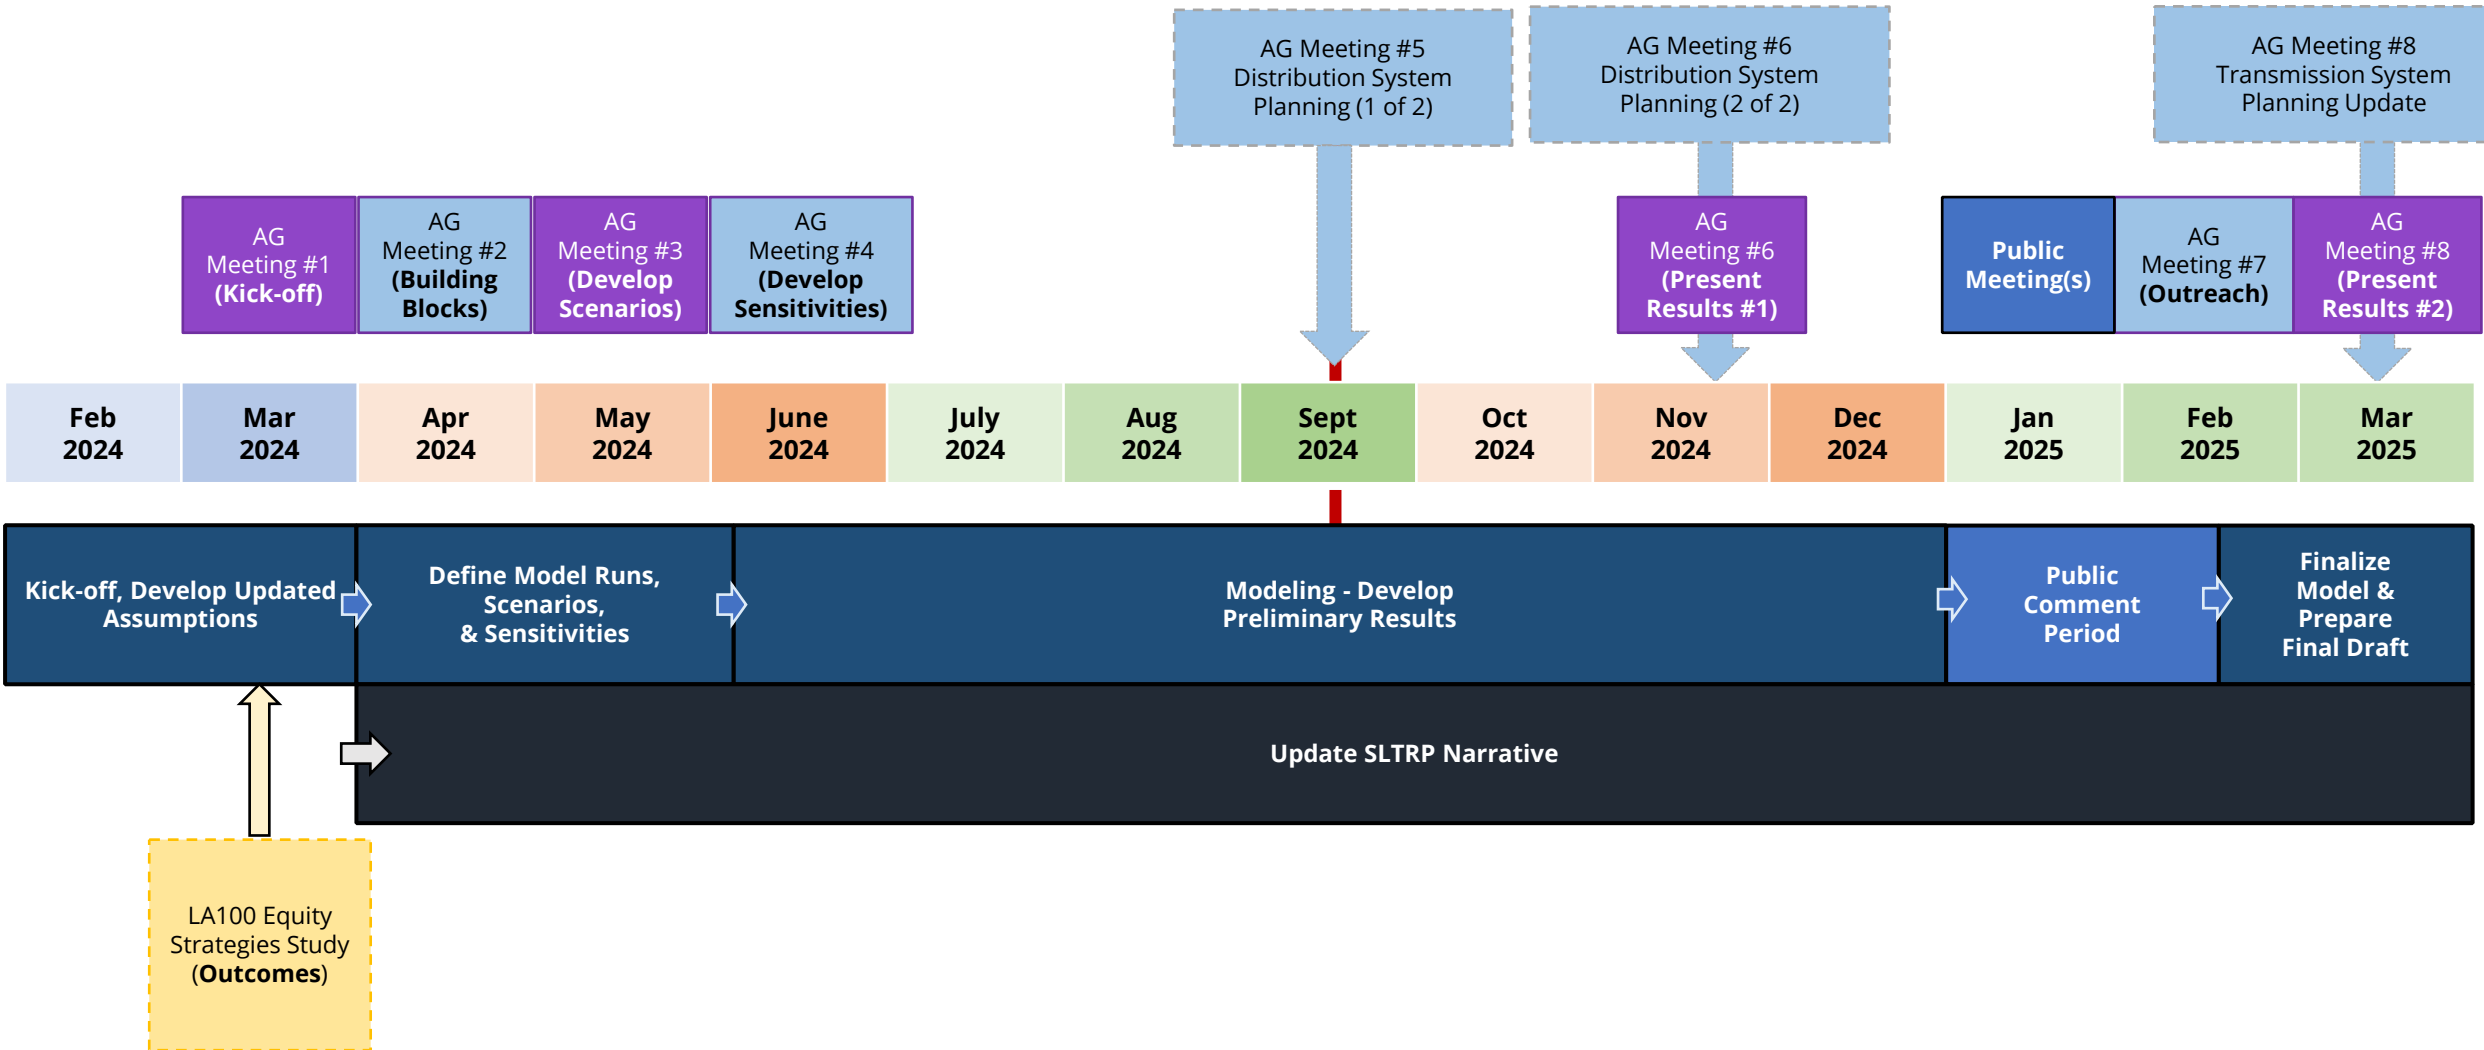 AG Meeting #5
Distribution System
Planning (1 of 2)
AG Meeting #6
Distribution System
Planning (2 of 2)
AG Meeting #8
Transmission System
Planning Update
AG
Meeting #1
(Kick-off)
AG
Meeting #2
(Building
Blocks)
AG
Meeting #3
(Develop
Scenarios)
AG
Meeting #4
(Develop
Sensitivities)
AG
Meeting #6
(Present
Results #1)
Public
Meeting(s)
AG
Meeting #7
(Outreach)
AG
Meeting #8
(Present
Results #2)
Feb
2024
Mar
2024
Apr
2024
May
2024
June
2024
July
2024
Aug
2024
Sept
2024
Oct
2024
Nov
2024
Dec
2024
Jan
2025
Feb
2025
Mar
2025
Kick-off, Develop Updated
Assumptions
Define Model Runs,
Scenarios,
& Sensitivities
Modeling - Develop
Preliminary Results
Public
Comment
Period
Finalize
Model &
Prepare
Final Draft
Update SLTRP Narrative
LA100 Equity
Strategies Study
(Outcomes)